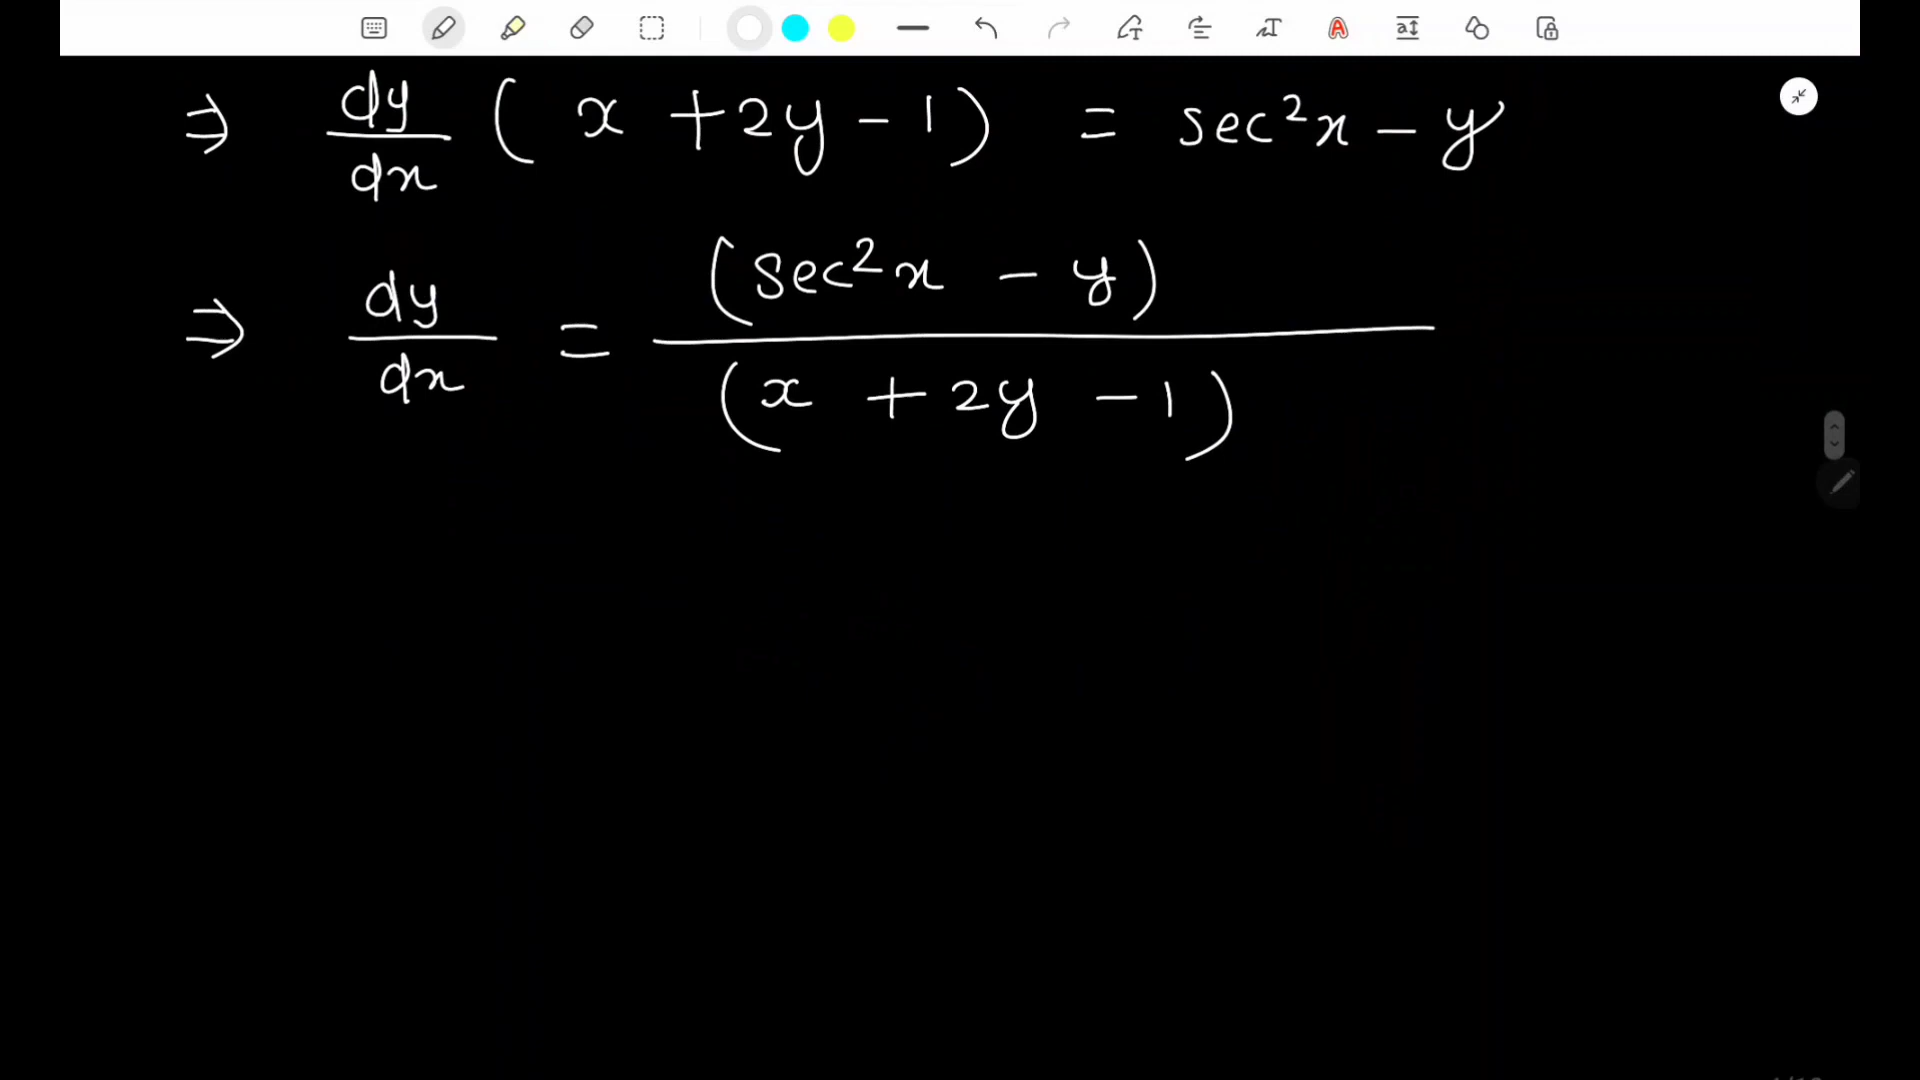 ⇒ dy/dx (x + 2y - 1) = sec²x - y
⇒ dy/dx = (sec²x - y) / (x + 2y - 1)